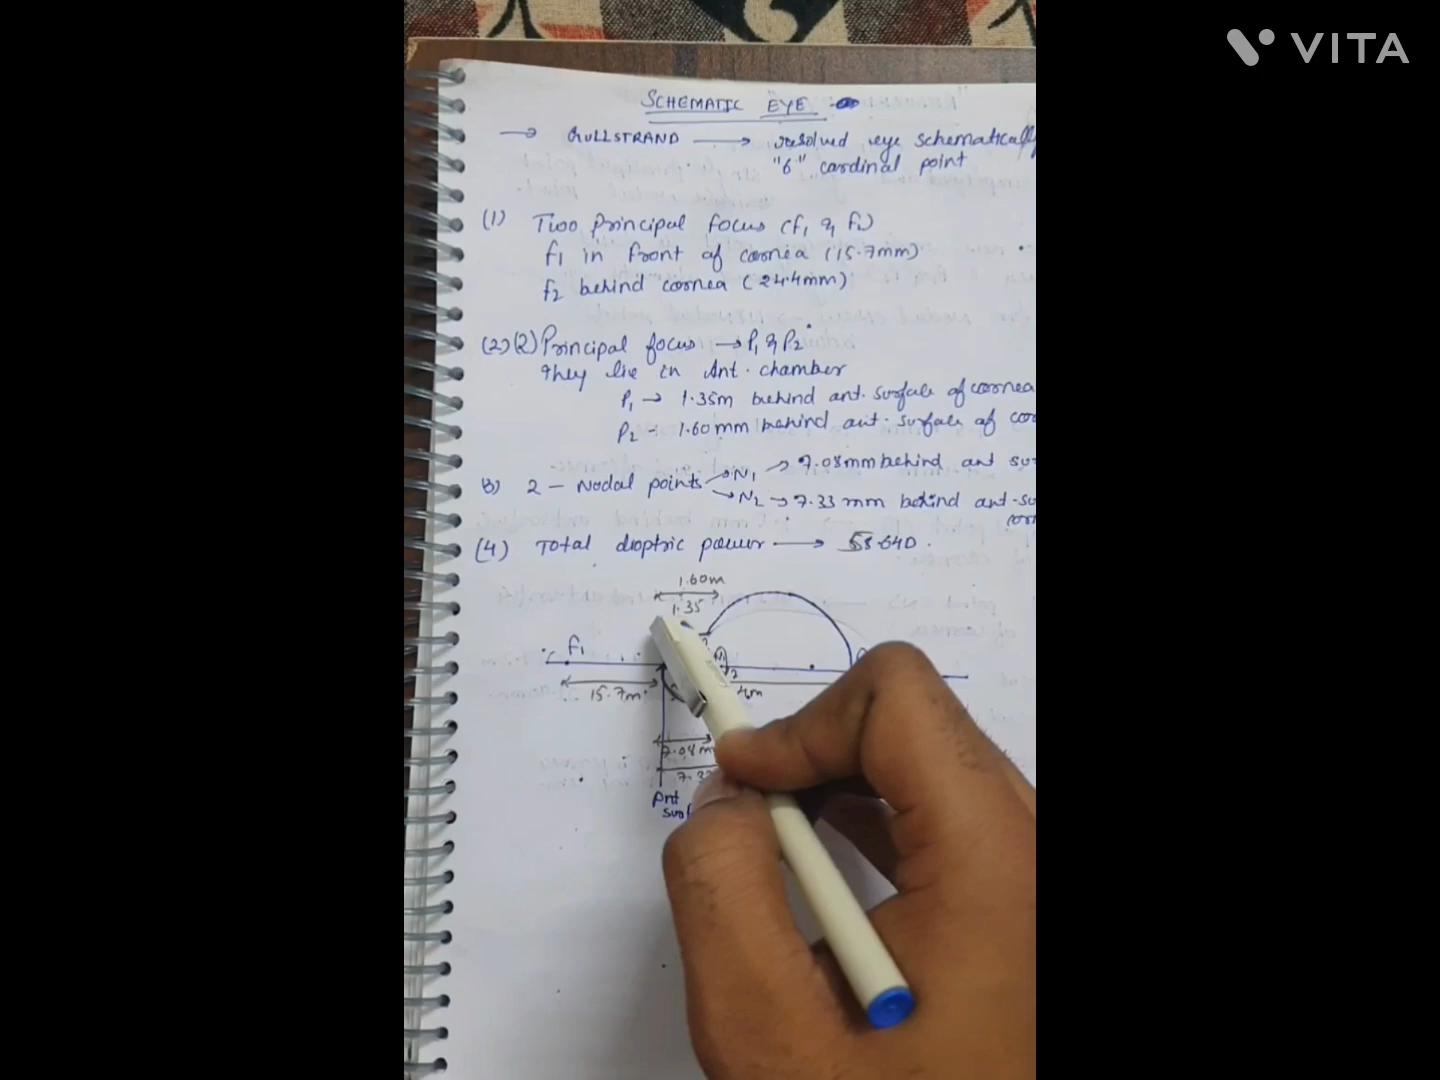 VITA
SCHEMATIC EYE
→ GULLSTRAND → resolved eye schematically
"6" cardinal point
(1) Two principal focus (f1 & f2)
f1 in front of cornea (15.7mm)
f2 behind cornea (24.4mm)
(2) (2) Principal focus → P1 & P2
They lie in Ant. chamber
P1 → 1.35m behind ant. surface of cornea
P2 - 1.60mm behind ant. surface of
3) 2 - Nodal points → N1 → 7.08mm behind ant
→ N2 → 7.33 mm behind ant.
(4) Total dioptric power → 58.64D.
1.60m
1.35
F1
15.7m
7.08m
Ant